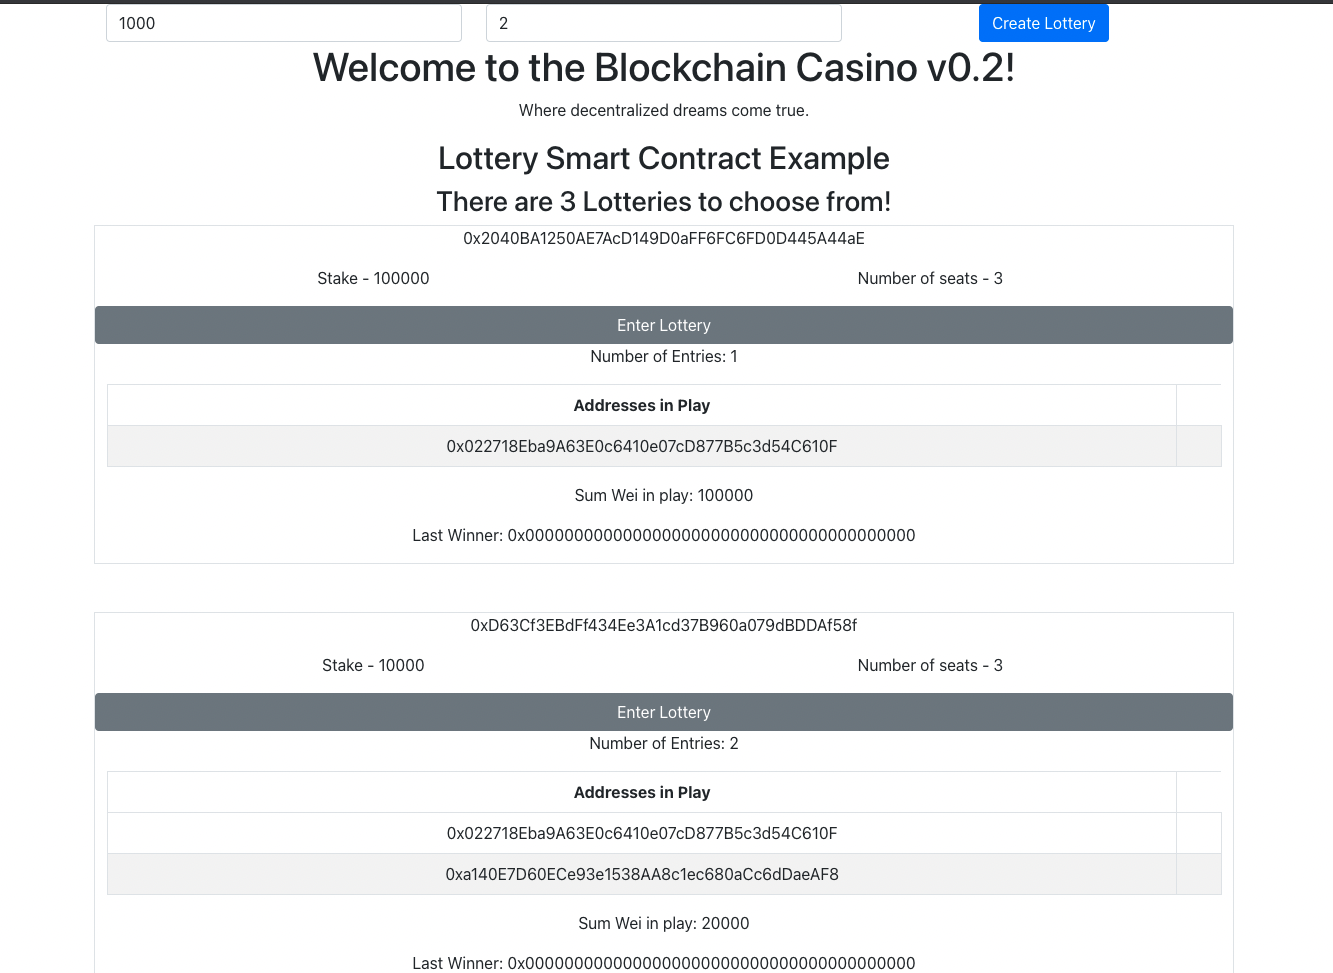 1000 2 Create Lottery
Welcome to the Blockchain Casino v0.2!
Where decentralized dreams come true.
Lottery Smart Contract Example
There are 3 Lotteries to choose from!
0x2040BA1250AE7AcD149D0aFF6FC6FD0D445A44aE
Stake - 100000 Number of seats - 3
Enter Lottery
Number of Entries: 1
Addresses in Play
0x022718Eba9A63E0c6410e07cD877B5c3d54C610F
Sum Wei in play: 100000
Last Winner: 0x0000000000000000000000000000000000000000
0xD63Cf3EBdFf434Ee3A1cd37B960a079dBDDAf58f
Stake - 10000 Number of seats - 3
Enter Lottery
Number of Entries: 2
Addresses in Play
0x022718Eba9A63E0c6410e07cD877B5c3d54C610F
0xa140E7D60ECe93e1538AA8c1ec680aCc6dDaeAF8
Sum Wei in play: 20000
Last Winner: 0x0000000000000000000000000000000000000000